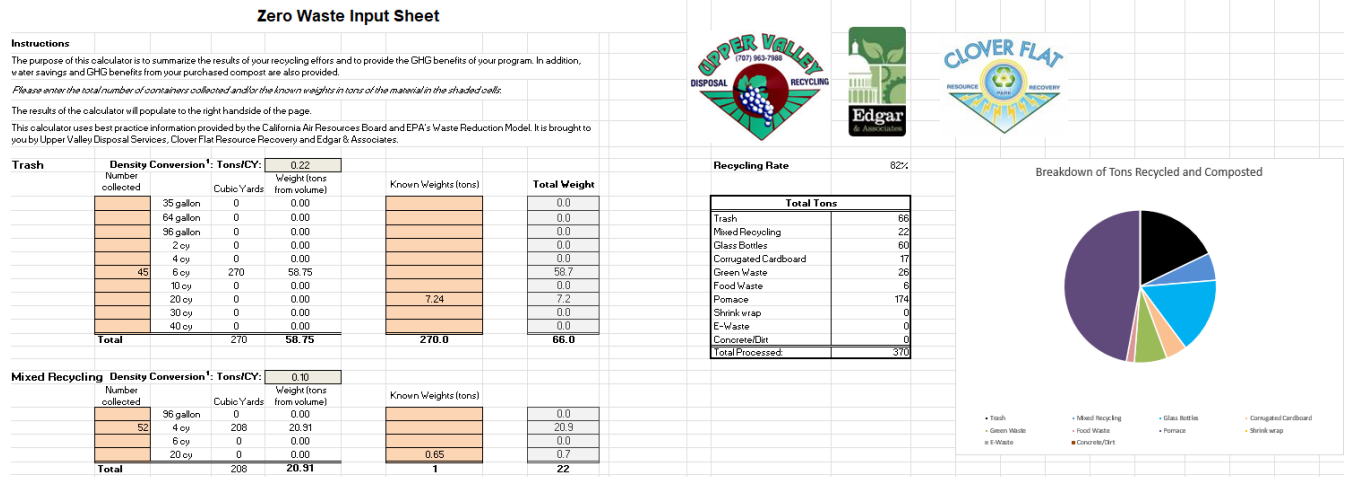 Zero Waste Input Sheet
Instructions
The purpose of this calculator is to summarize the results of your recycling effors and to provide the GHG benefits of your program. In addition,
water savings and GHG benefits from your purchased compost are also provided.
Please enter the total number of containers collected and/or the known weights in tons of the material in the shaded cells.
The results of the calculator will populate to the right handside of the page.
This calculator uses best practice information provided by the California Air Resources Board and EPA's Waste Reduction Model. It is brought to
you by Upper Valley Disposal Services, Clover Flat Resource Recovery and Edgar & Associates.
UPPER VALLEY
(707) 963-7988
DISPOSAL RECYCLING
Edgar
& Associates
CLOVER FLAT
RESOURCE RECOVERY
PARK
Trash Density Conversion¹: Tons/CY: 0.22
Number collected Cubic Yards Weight (tons from volume) Known Weights (tons) Total Weight
35 gallon 0 0.00 0.0
64 gallon 0 0.00 0.0
96 gallon 0 0.00 0.0
2 cy 0 0.00 0.0
4 cy 0 0.00 0.0
45 6 cy 270 58.75 58.7
10 cy 0 0.00 0.0
20 cy 0 0.00 7.24 7.2
30 cy 0 0.00 0.0
40 cy 0 0.00 0.0
Total 270 58.75 270.0 66.0
Mixed Recycling Density Conversion¹: Tons/CY: 0.10
Number collected Cubic Yards Weight (tons from volume) Known Weights (tons)
96 gallon 0 0.00 0.0
52 4 cy 208 20.91 20.9
6 cy 0 0.00 0.0
20 cy 0 0.00 0.65 0.7
Total 208 20.91 1 22
Recycling Rate 82%
Total Tons
Trash 66
Mixed Recycling 22
Glass Bottles 60
Corrugated Cardboard 17
Green Waste 26
Food Waste 6
Pomace 174
Shrink wrap 0
E-Waste 0
Concrete/Dirt 0
Total Processed: 370
Breakdown of Tons Recycled and Composted
Trash Mixed Recycling Glass Bottles Corrugated Cardboard
Green Waste Food Waste Pomace Shrink wrap
E-Waste Concrete/Dirt